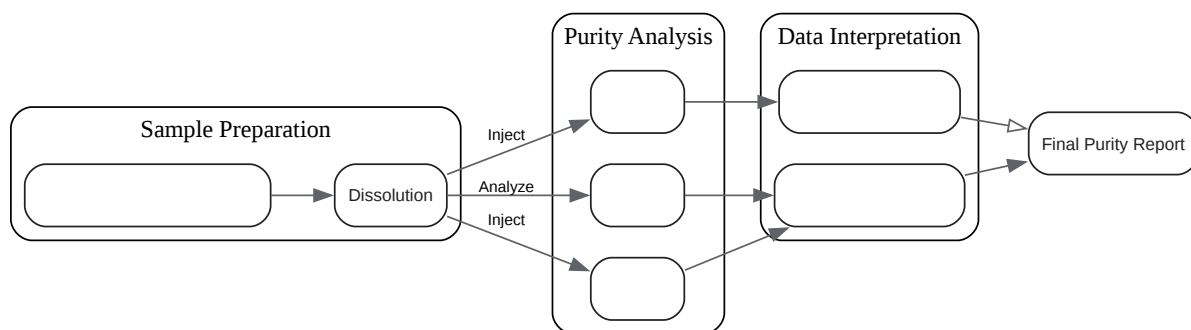 Purity Analysis
Data Interpretation
Sample Preparation
Inject
Final Purity Report
Analyze
Dissolution
Inject